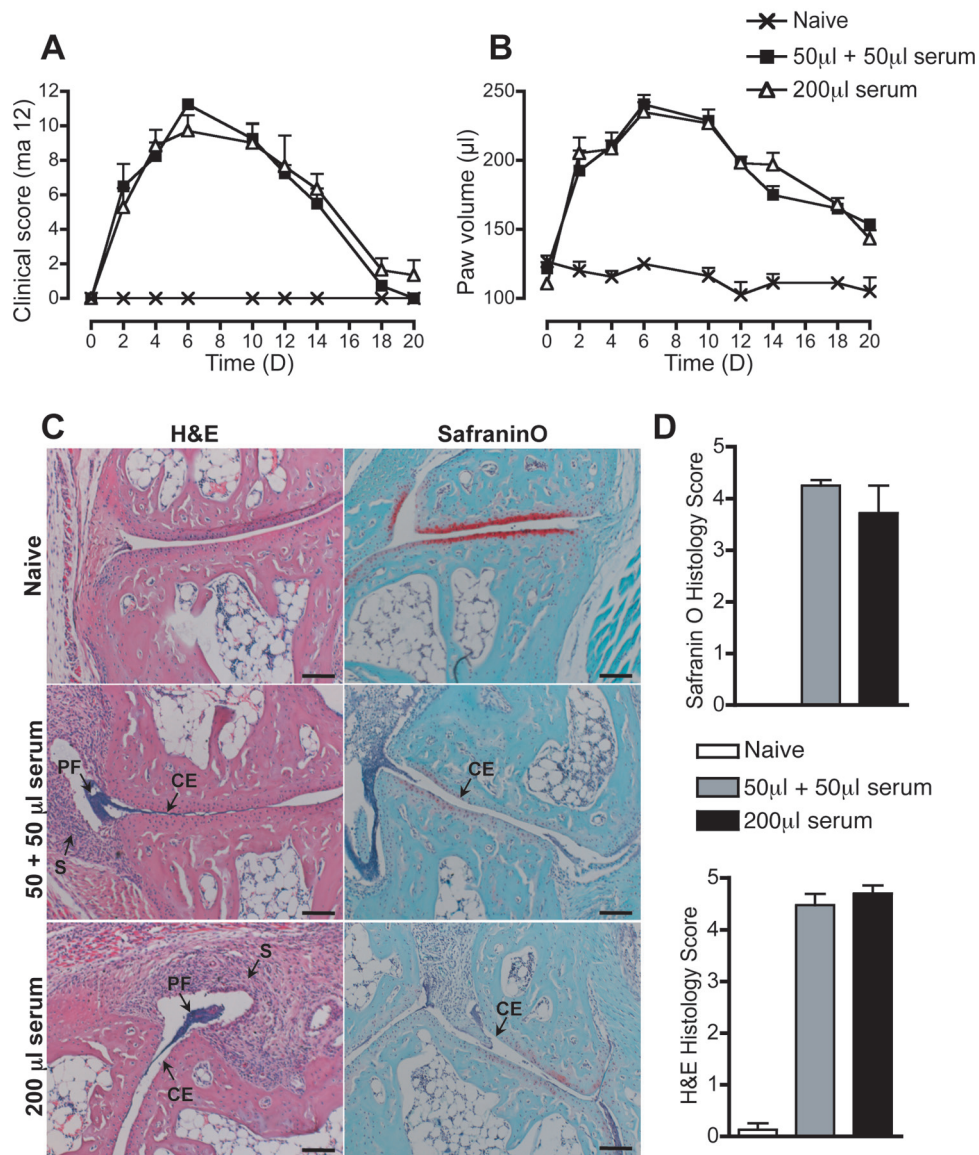 A
B
Naive
50µl + 50µl serum
200µl serum
Clinical score (ma 12)
12
10
8
6
4
2
0
0 2 4 6 8 10 12 14 16 18 20
Time (D)
Paw volume (µl)
250
200
150
100
0 2 4 6 8 10 12 14 16 18 20
Time (D)
C
H&E
SafraninO
Naive
50 + 50 µl serum
PF
CE
S
CE
200 µl serum
S
PF
CE
CE
D
Safranin O Histology Score
5
4
4
3
2
1
0
Naive
50µl + 50µl serum
200µl serum
H&E Histology Score
5
4
3
2
1
0